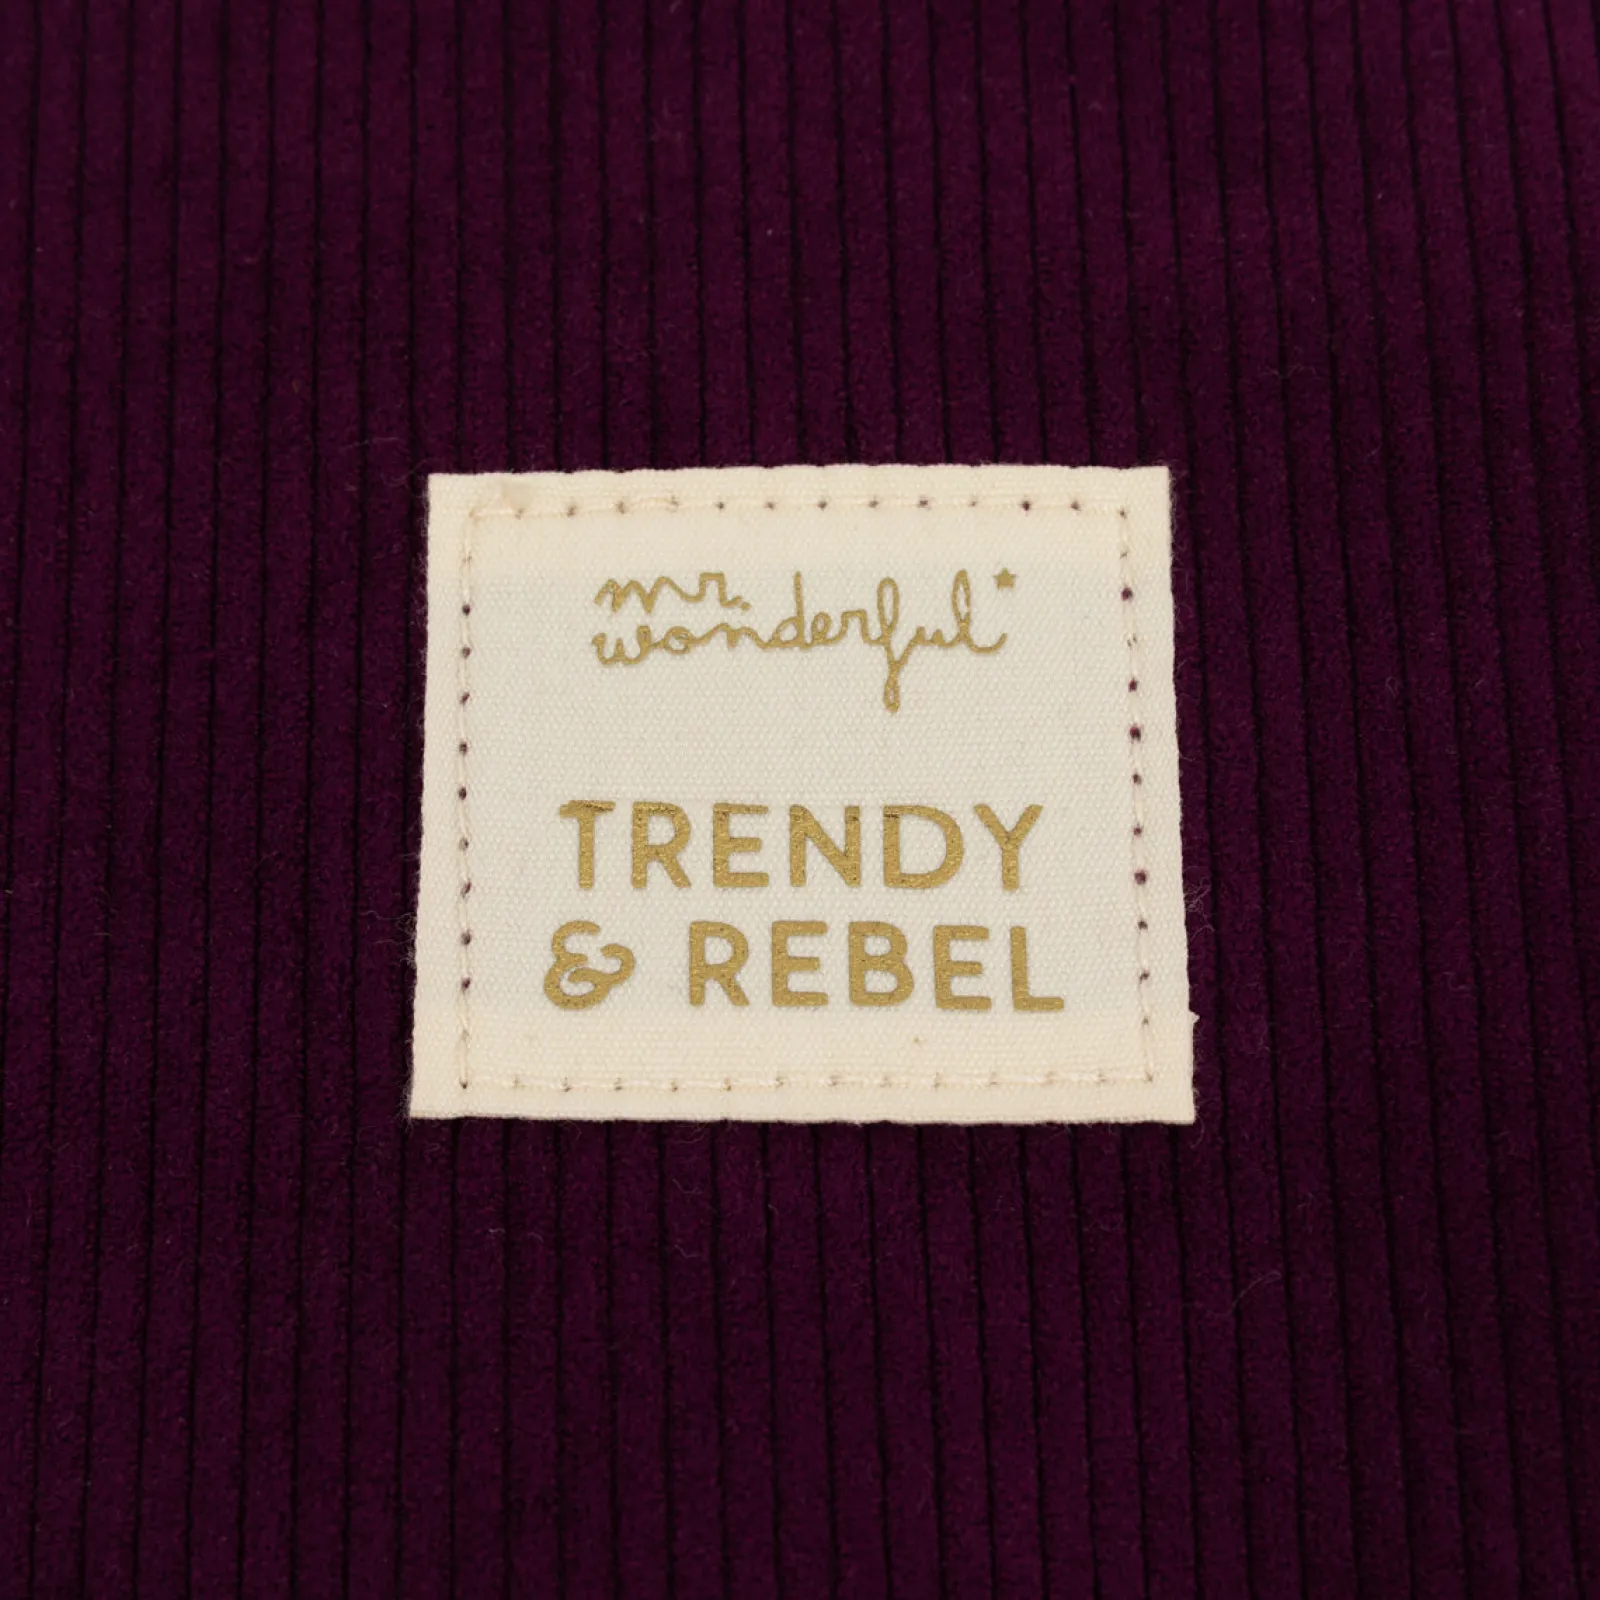 mr.
wonderful*
TRENDY
& REBEL